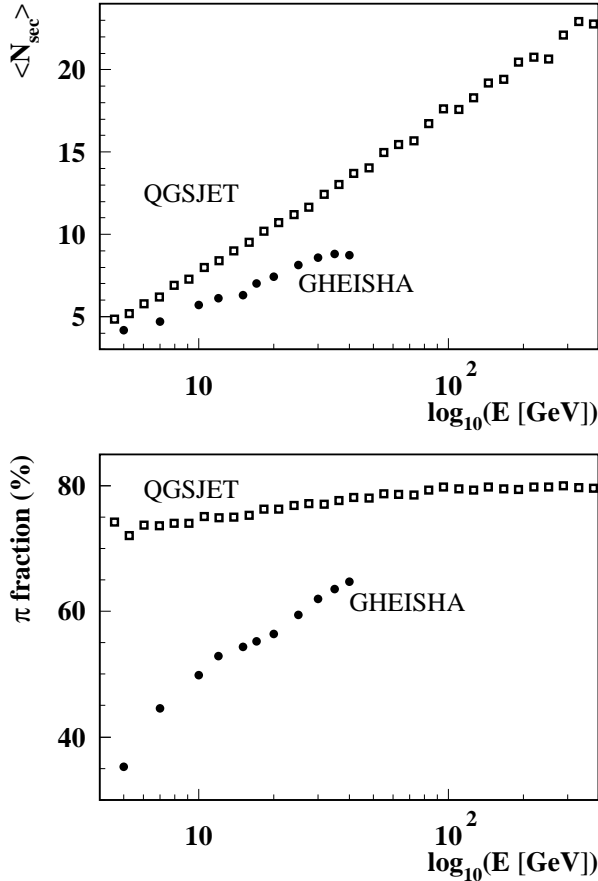 <N_sec>
20
15
10
5
QGSJET
GHEISHA
10
10^2
log_10(E [GeV])
π fraction (%)
80
60
40
QGSJET
GHEISHA
10
10^2
log_10(E [GeV])